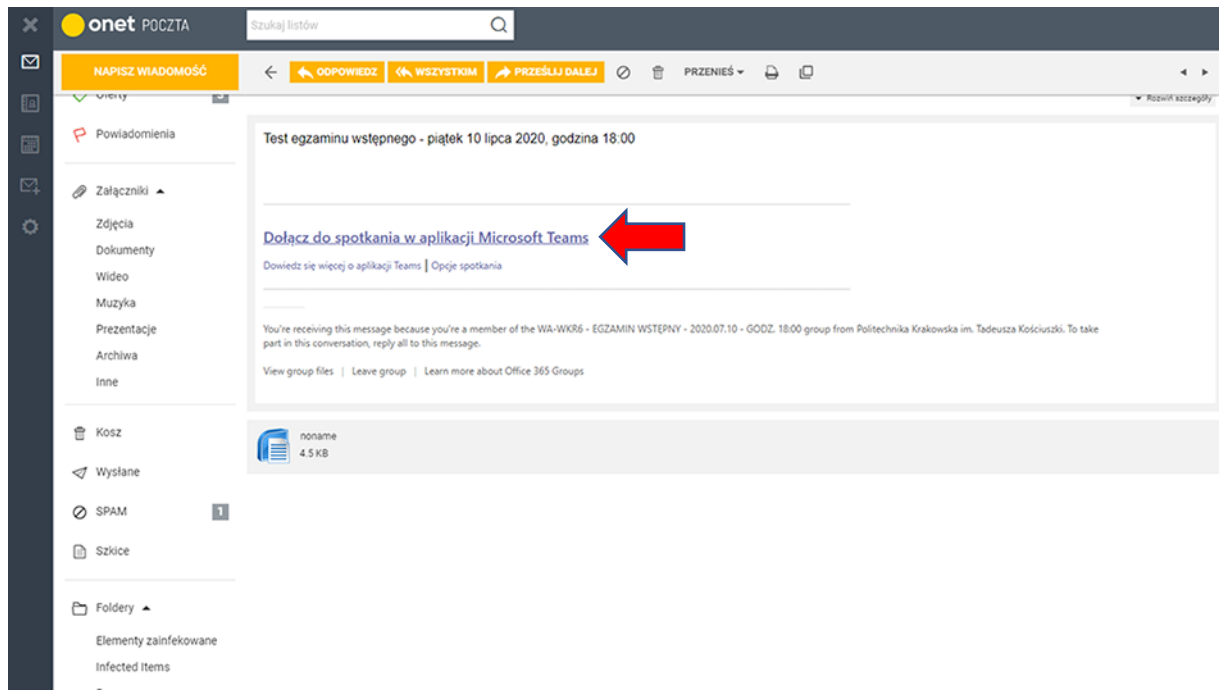 onet POCZTA
Szukaj listów
NAPISZ WIADOMOŚĆ
ODPOWIEDZ
WSZYSTKIM
PRZEŚLIJ DALEJ
PRZENIEŚ
Oferty
Rozwiń szczegóły
Powiadomienia
Załączniki
Zdjęcia
Dokumenty
Wideo
Muzyka
Prezentacje
Archiwa
Inne
Kosz
Wysłane
SPAM 1
Szkice
Foldery
Elementy zainfekowane
Infected Items
Test egzaminu wstępnego - piątek 10 lipca 2020, godzina 18:00
Dołącz do spotkania w aplikacji Microsoft Teams
Dowiedz się więcej o aplikacji Teams | Opcje spotkania
You're receiving this message because you're a member of the WA-WKR6 - EGZAMIN WSTĘPNY - 2020.07.10 - GODZ. 18:00 group from Politechnika Krakowska im. Tadeusza Kościuszki. To take
part in this conversation, reply all to this message.
View group files | Leave group | Learn more about Office 365 Groups
noname
4.5 KB